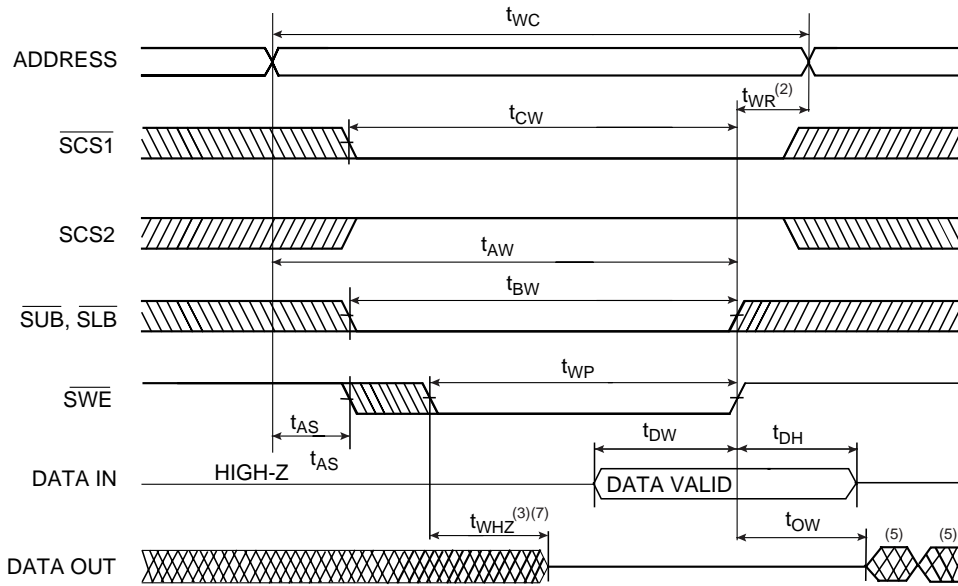 tWC
ADDRESS
tWR(2)
tCW
SCS1
SCS2
tAW
tBW
SUB, SLB
tWP
SWE
tAS
tAS
tDW
tDH
HIGH-Z
DATA IN
DATA VALID
tWHZ(3)(7)
tOW
(5)
(5)
DATA OUT